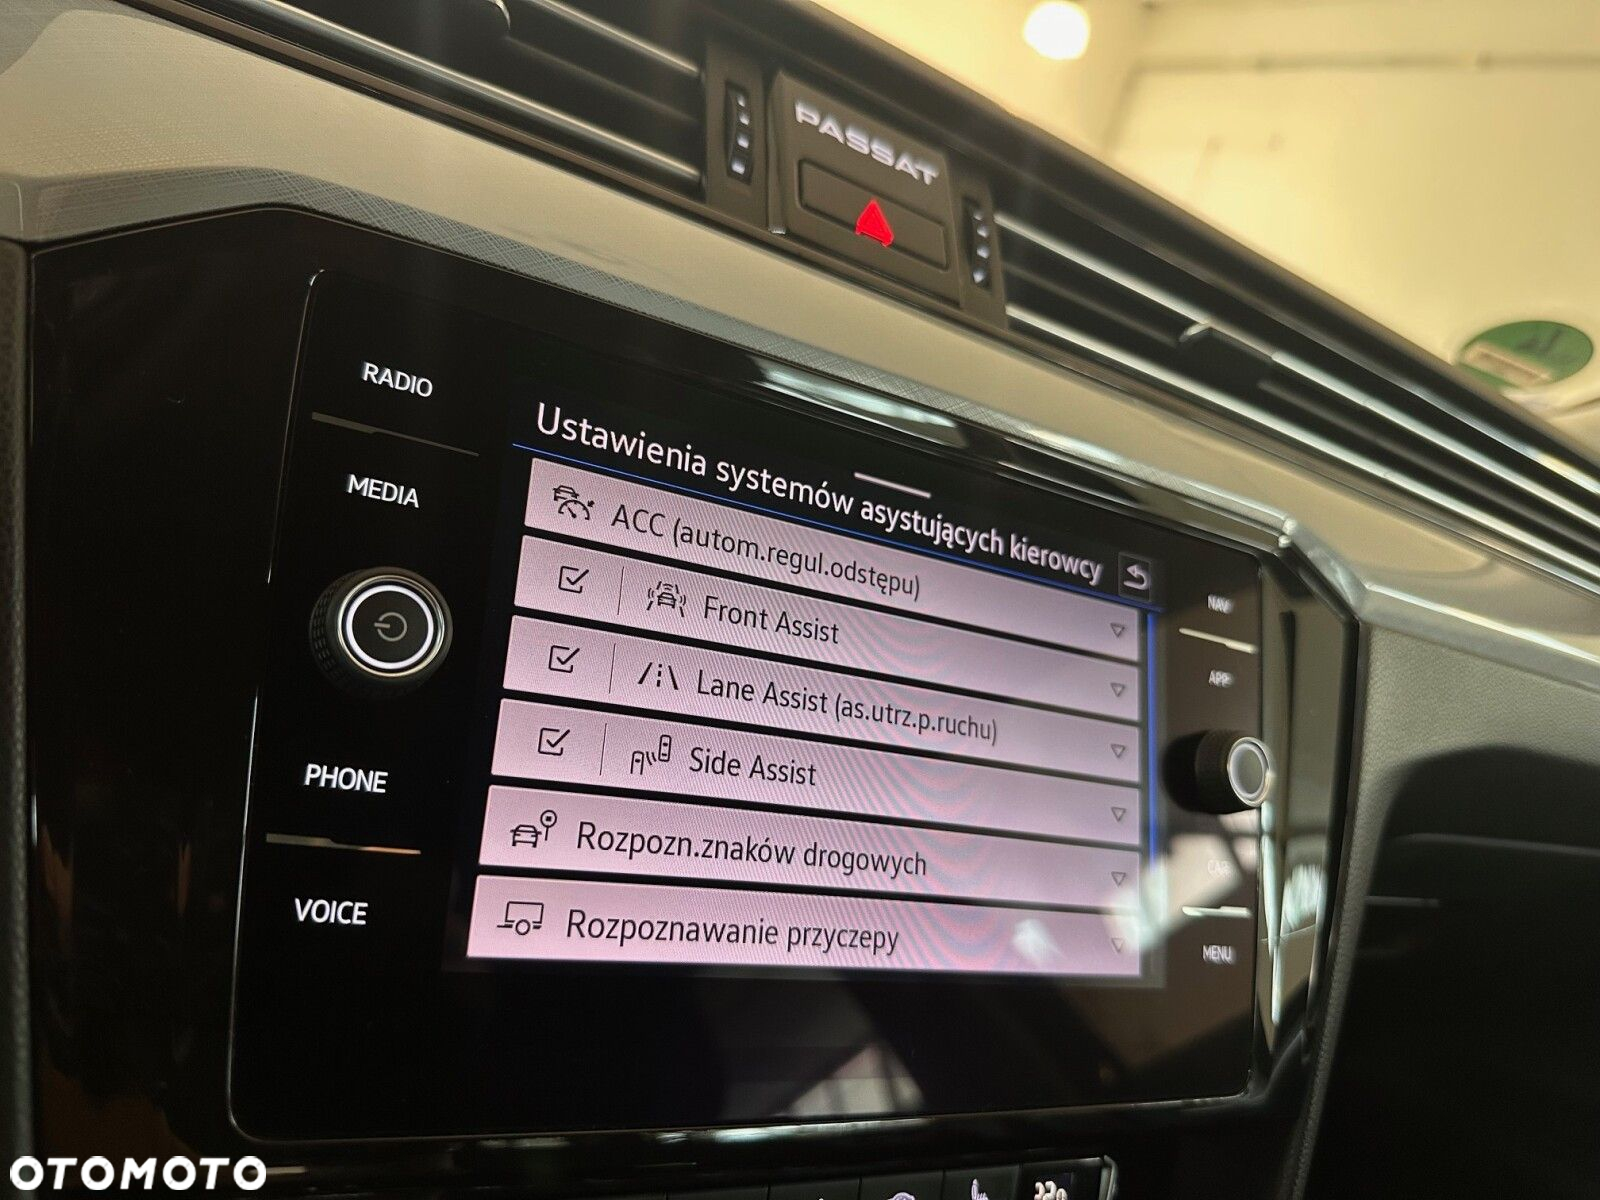 PASSAT
RADIO
MEDIA
PHONE
VOICE
Ustawienia systemów asystujących kierowcy
ACC (autom.regul.odstępu)
Front Assist
Lane Assist (as.utrz.p.ruchu)
Side Assist
Rozpozn.znaków drogowych
Rozpoznawanie przyczepy
NAV
APP
CAR
MENU
OTOMOTO